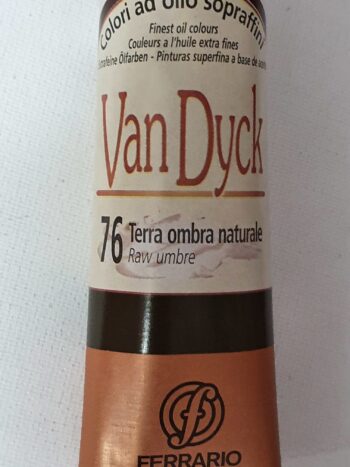 Colori ad olio sopraffini
Finest oil colours
Couleurs a l'huile extra fines
Ölfarben - Pinturas superfina a base de
Van Dyck
76 Terra ombra naturale
Raw umbre
FERRARIO